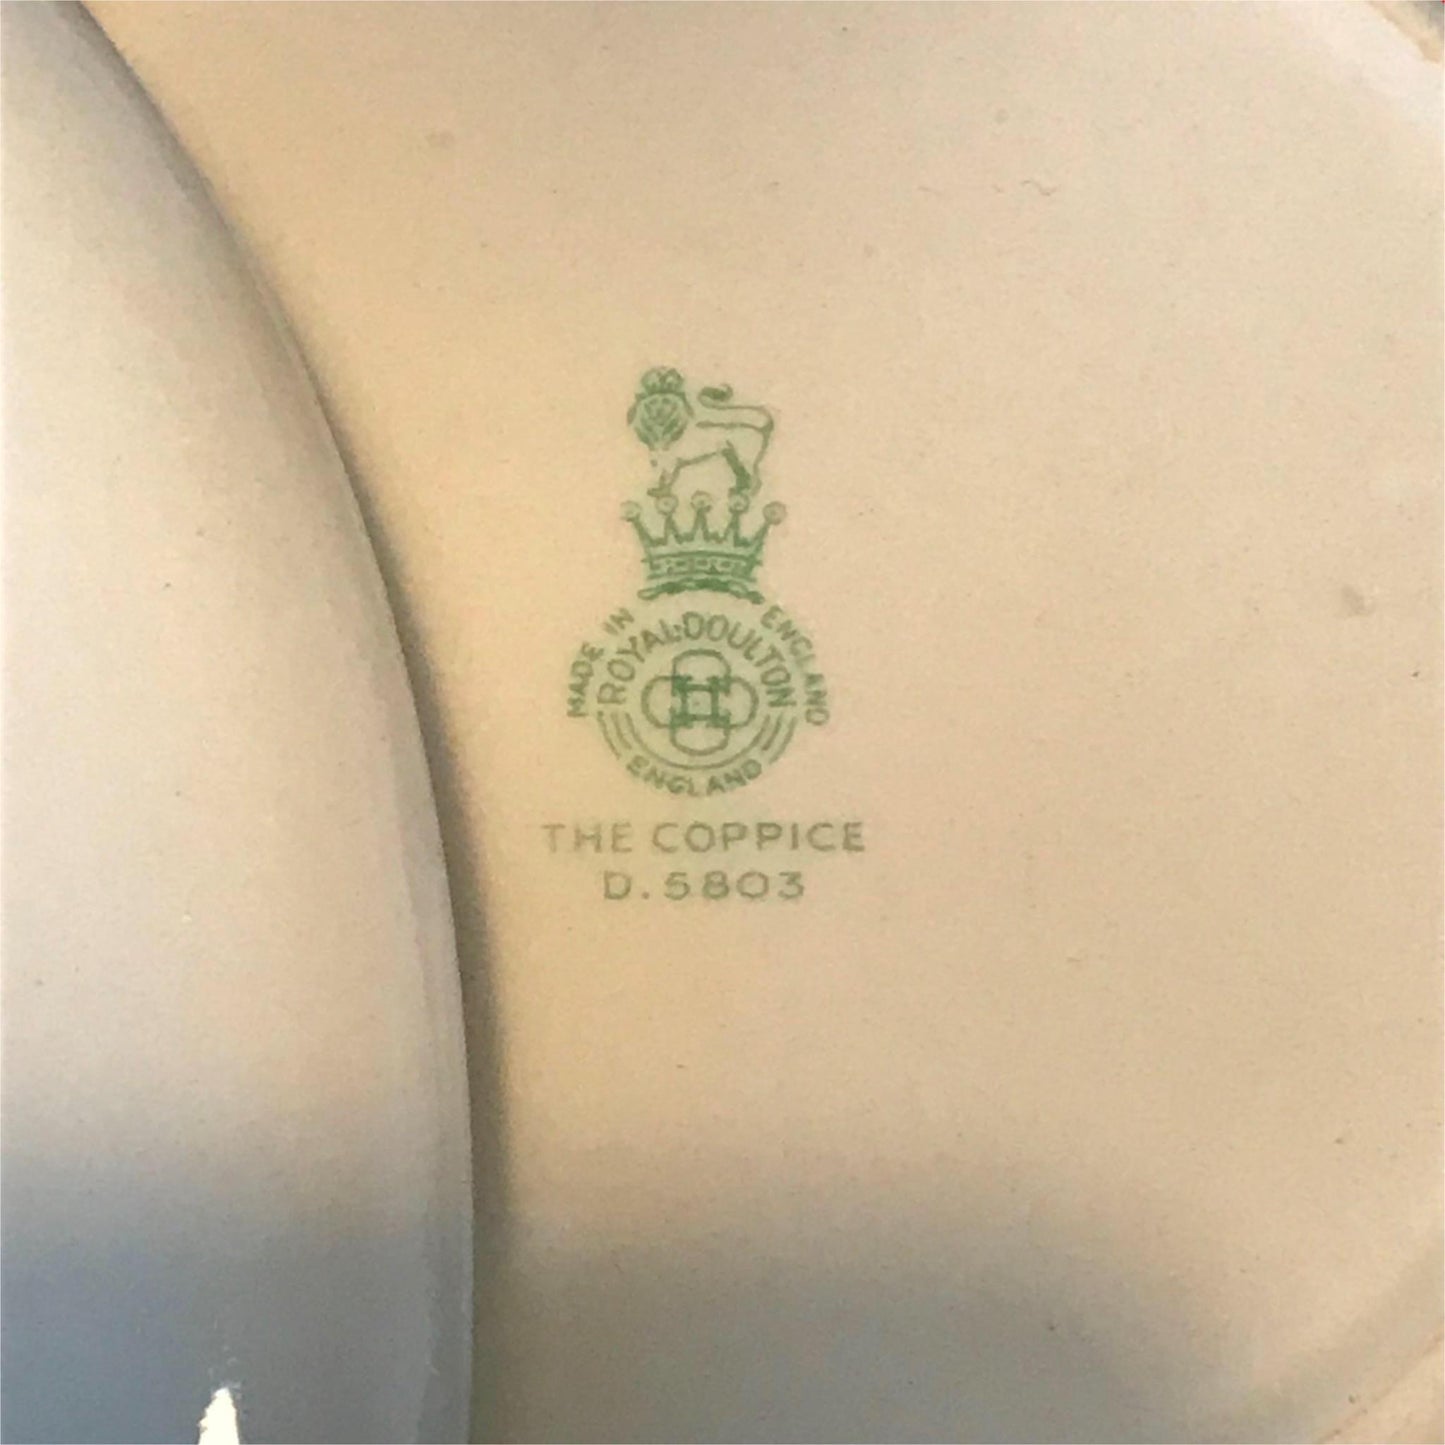 MADE IN ENGLAND
ROYAL DOULTON
ENGLAND
THE COPPICE
D.5803